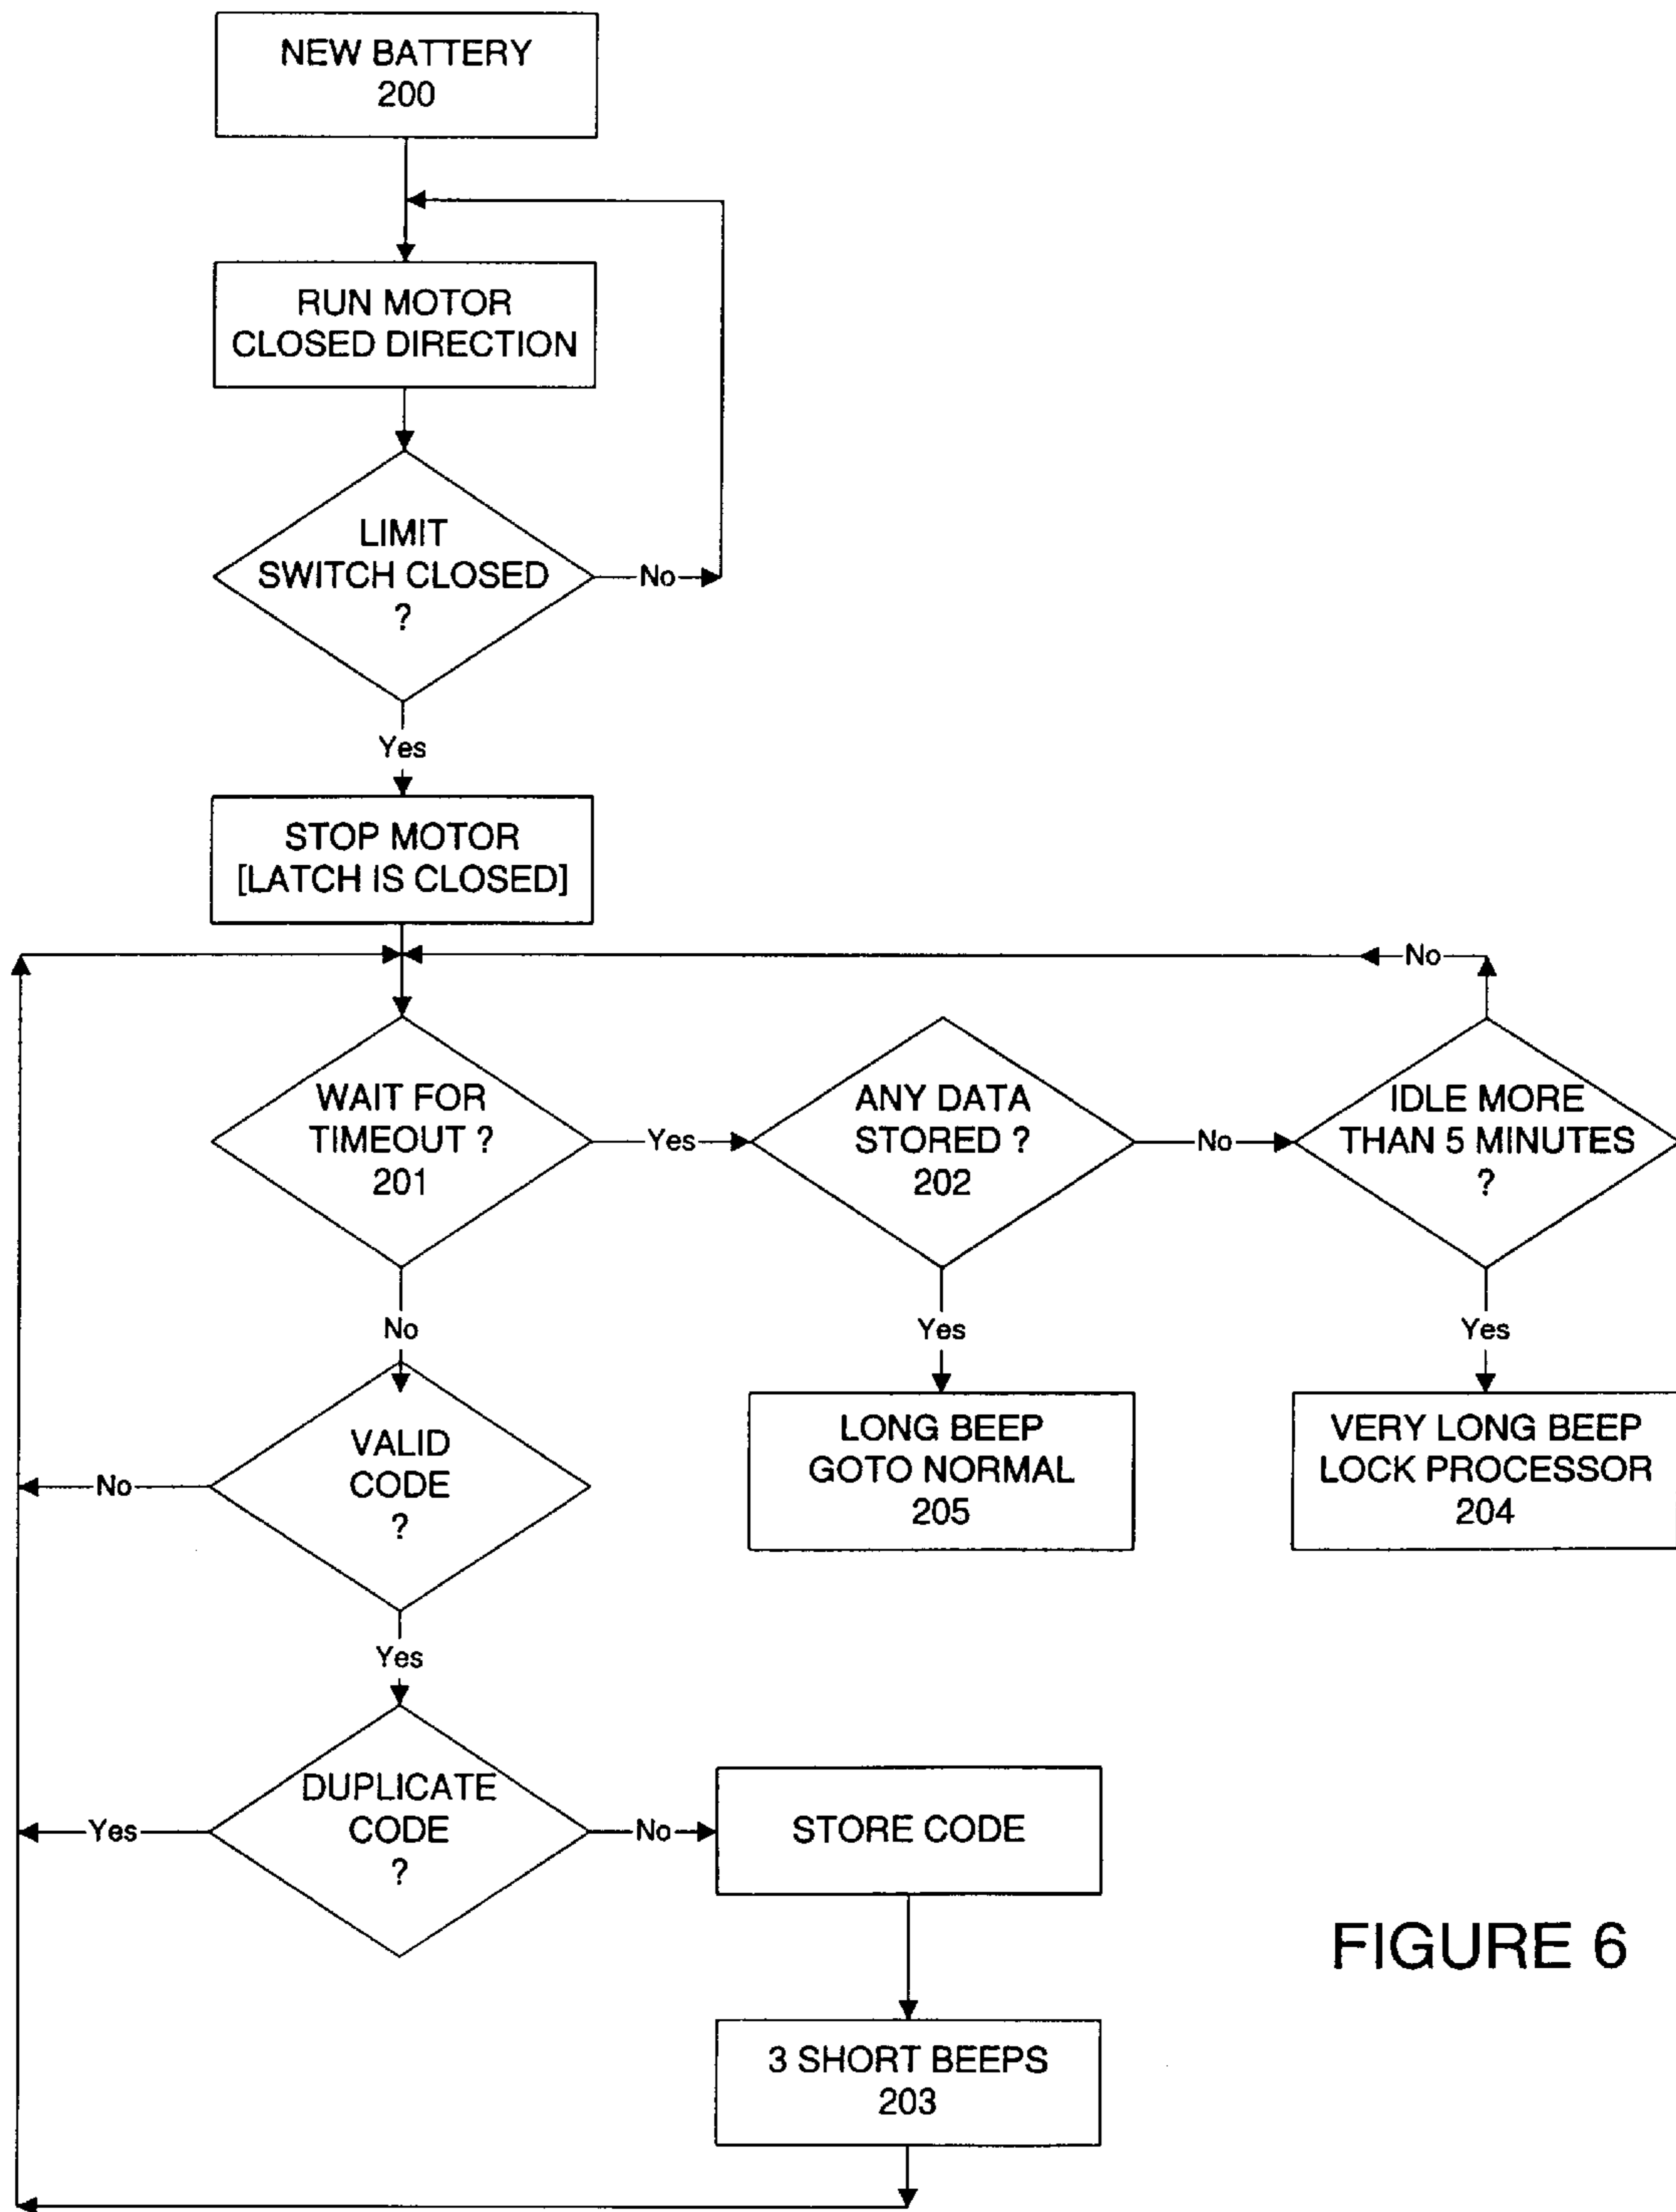 NEW BATTERY
200
RUN MOTOR
CLOSED DIRECTION
LIMIT
SWITCH CLOSED
?
No
Yes
STOP MOTOR
[LATCH IS CLOSED]
No
WAIT FOR
TIMEOUT ?
201
Yes
ANY DATA
STORED ?
202
No
IDLE MORE
THAN 5 MINUTES
?
No
Yes
Yes
LONG BEEP
GOTO NORMAL
205
VERY LONG BEEP
LOCK PROCESSOR
204
VALID
CODE
?
No
Yes
DUPLICATE
CODE
?
Yes
No
STORE CODE
3 SHORT BEEPS
203
FIGURE 6